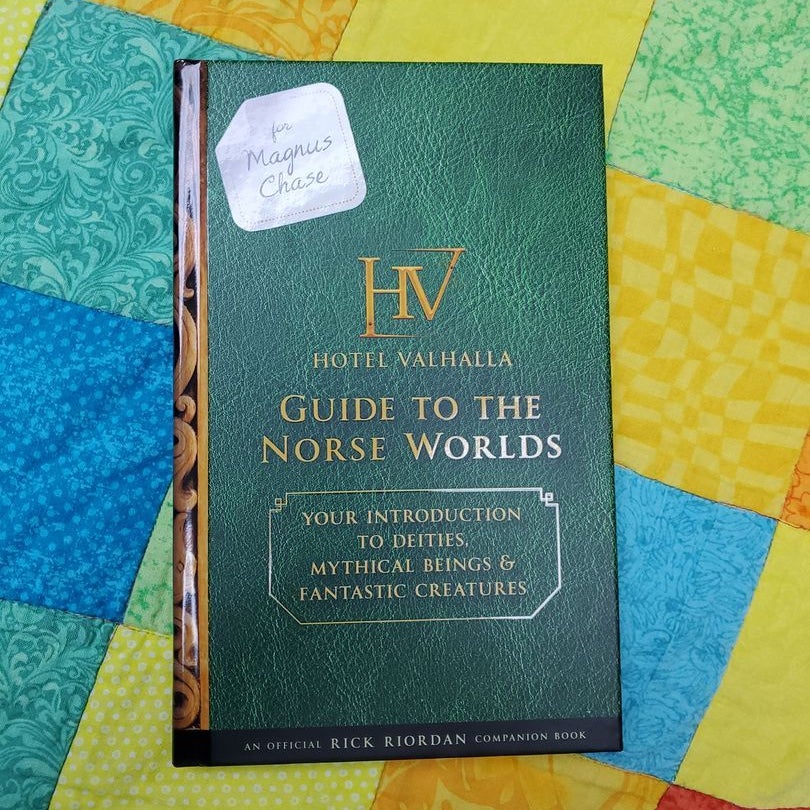 for
Magnus
Chase
HV
HOTEL VALHALLA
GUIDE TO THE
NORSE WORLDS
YOUR INTRODUCTION
TO DEITIES,
MYTHICAL BEINGS &
FANTASTIC CREATURES
AN OFFICIAL RICK RIORDAN COMPANION BOOK